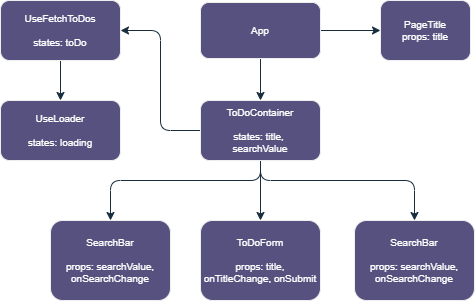 UseFetchToDos
states: toDo
App
PageTitle
props: title
UseLoader
states: loading
ToDoContainer
states: title,
searchValue
SearchBar
props: searchValue,
onSearchChange
ToDoForm
props: title,
onTitleChange, onSubmit
SearchBar
props: searchValue,
onSearchChange